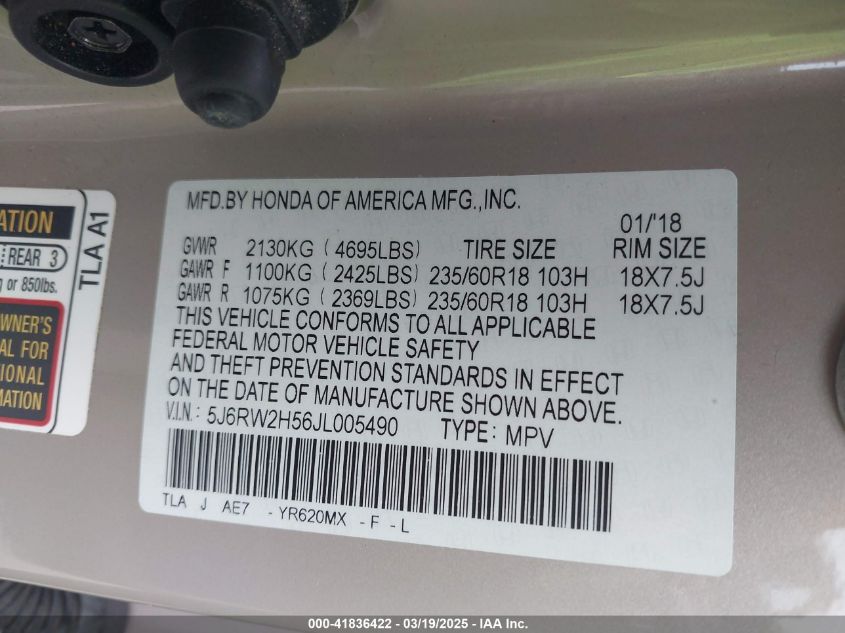 MFD.BY HONDA OF AMERICA MFG.,INC.
01/'18
GVWR 2130KG (4695LBS) TIRE SIZE RIM SIZE
GAWR F 1100KG (2425LBS) 235/60R18 103H 18X7.5J
GAWR R 1075KG (2369LBS) 235/60R18 103H 18X7.5J
THIS VEHICLE CONFORMS TO ALL APPLICABLE
FEDERAL MOTOR VEHICLE SAFETY
AND THEFT PREVENTION STANDARDS IN EFFECT
ON THE DATE OF MANUFACTURE SHOWN ABOVE.
V.I.N.: 5J6RW2H56JL005490 TYPE: MPV
TLA J AE7 -YR620MX -F -L
ATION
REAR 3
or 850lbs.
WNER'S
AL FOR
IONAL
MATION
TLA A1
000-41836422 - 03/19/2025 - IAA Inc.